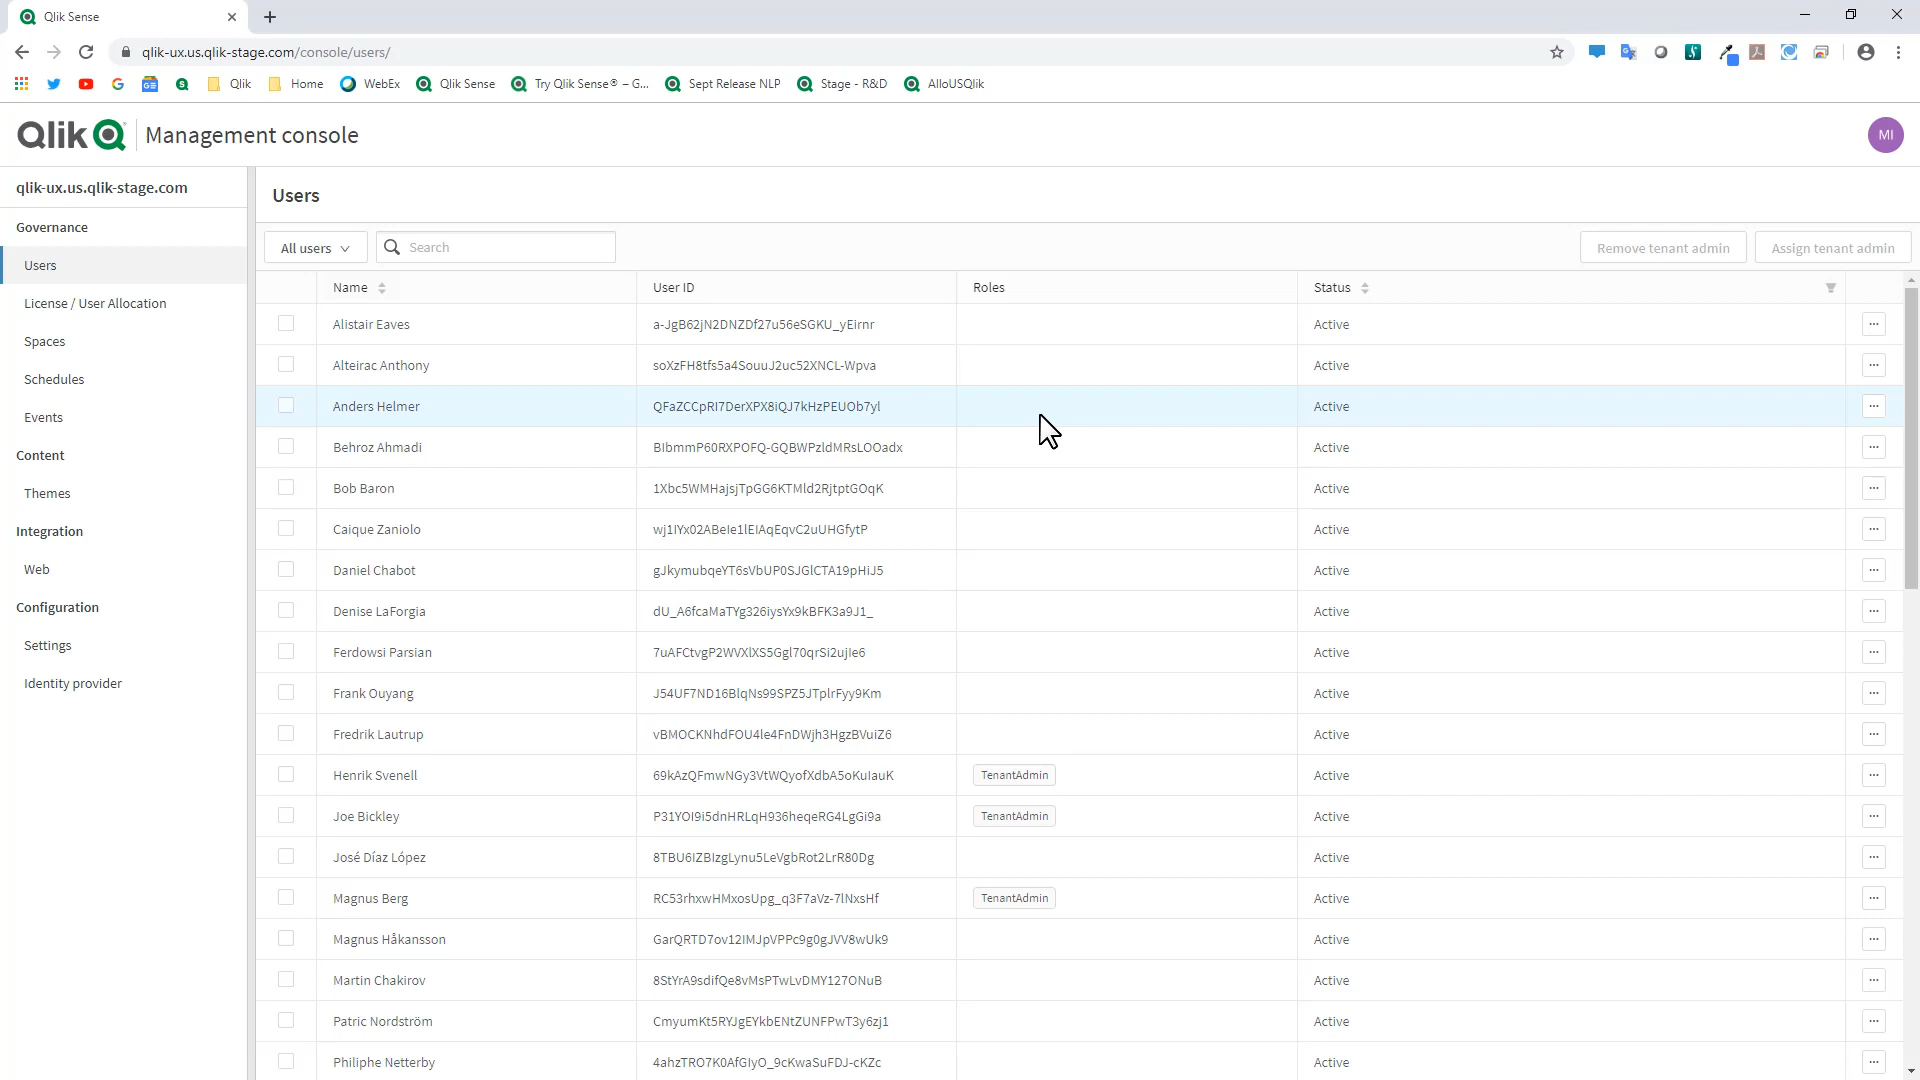 Qlik Sense
qlik-ux.us.qlik-stage.com/console/users/
Qlik Home WebEx Qlik Sense Try Qlik Sense® – G... Sept Release NLP Stage - R&D AlloUSQlik
Qlik Management console MI
qlik-ux.us.qlik-stage.com
Governance
Users
License / User Allocation
Spaces
Schedules
Events
Content
Themes
Integration
Web
Configuration
Settings
Identity provider
Users
All users Search Remove tenant admin Assign tenant admin
Name User ID Roles Status
Alistair Eaves a-JgB62jN2DNZDf27u56eSGKU_yEirnr Active
Alteirac Anthony soXzFH8tfs5a4SouuJ2uc52XNCL-Wpva Active
Anders Helmer QFaZCCpRI7DerXPX8iQJ7kHzPEUOb7yl Active
Behroz Ahmadi BIbmmP60RXPOFQ-GQBWPzldMRsLOOadx Active
Bob Baron 1Xbc5WMHajsjTpGG6KTMld2RjtptGOqK Active
Caique Zaniolo wj1IYx02ABeIe1lEIAqEqvC2uUHGfytP Active
Daniel Chabot gJkymubqeYT6sVbUP0SJGlCTA19pHiJ5 Active
Denise LaForgia dU_A6fcaMaTYg326iysYx9kBFK3a9J1_ Active
Ferdowsi Parsian 7uAFCtvgP2WVXlXS5Ggl70qrSi2ujIe6 Active
Frank Ouyang J54UF7ND16BlqNs99SPZ5JTplrFyy9Km Active
Fredrik Lautrup vBMOCKNhdFOU4le4FnDWjh3HgzBVuiZ6 Active
Henrik Svenell 69kAzQFmwNGy3VtWQyofXdbA5oKuIauK TenantAdmin Active
Joe Bickley P31YOI9i5dnHRLqH936heqeRG4LgGi9a TenantAdmin Active
José Díaz López 8TBU6IZBIzgLynu5LeVgbRot2LrR80Dg Active
Magnus Berg RC53rhxwHMxosUpg_q3F7aVz-7lNxsHf TenantAdmin Active
Magnus Håkansson GarQRTD7ov12IMJpVPPc9g0gJVV8wUk9 Active
Martin Chakirov 8StYrA9sdifQe8vMsPTwLvDMY127ONuB Active
Patric Nordström CmyumKt5RYJgEYkbENtZUNFPwT3y6zj1 Active
Philiphe Netterby 4ahzTRO7K0AfGIyO_9cKwaSuFDJ-cKZc Active